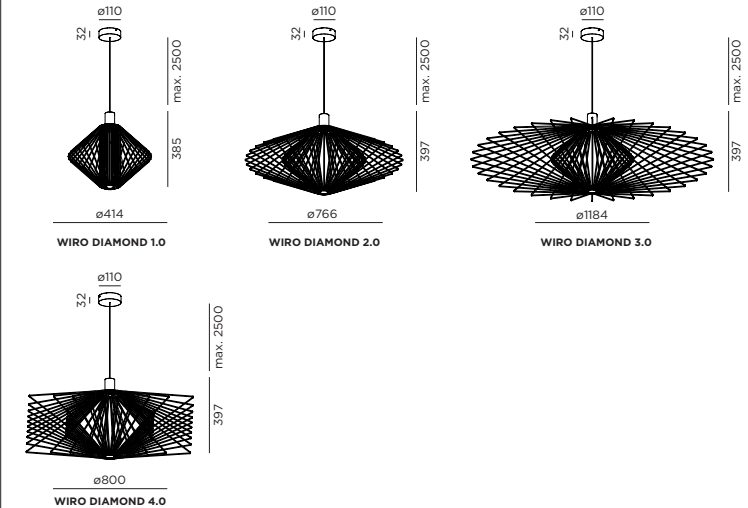 ø110
32
max. 2500
385
ø414
WIRO DIAMOND 1.0
ø110
32
max. 2500
397
ø766
WIRO DIAMOND 2.0
ø110
32
max. 2500
397
ø1184
WIRO DIAMOND 3.0
ø110
32
max. 2500
397
ø800
WIRO DIAMOND 4.0